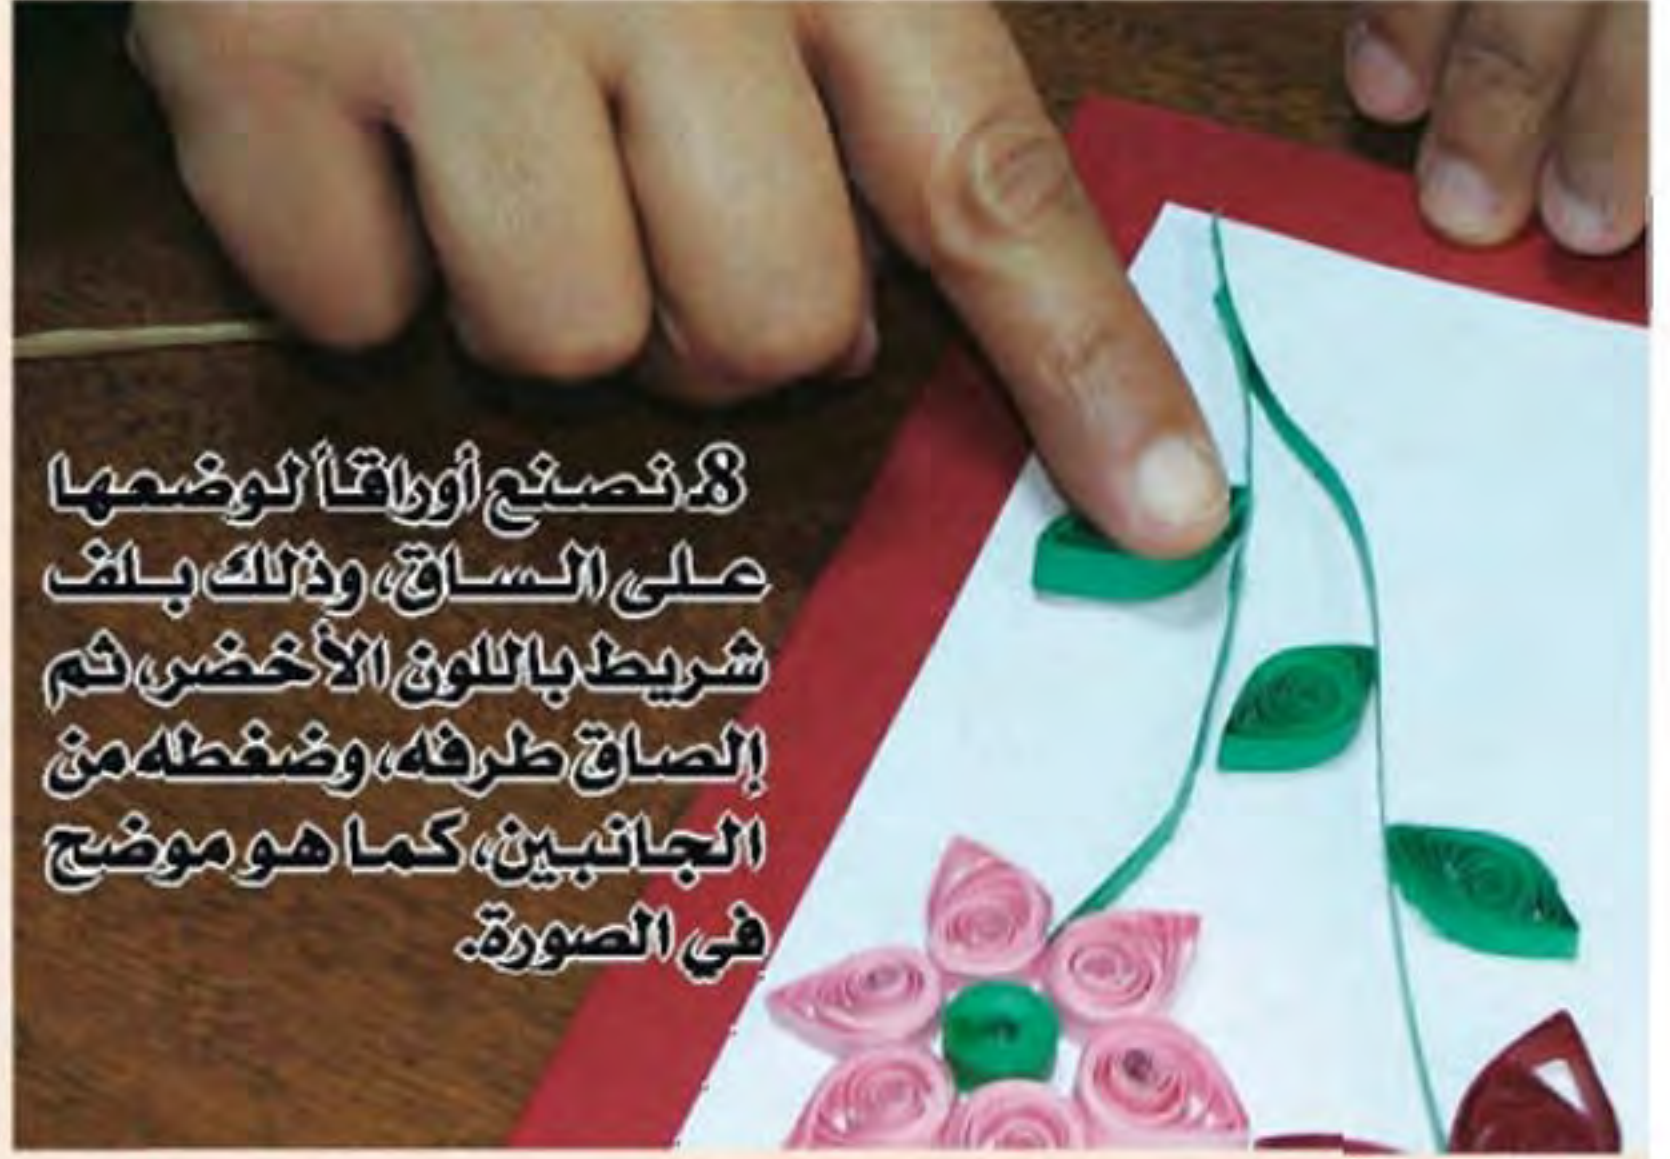 8ـ نصنع أوراقاً لوضعها
على الساق، وذلك بلف
شريط باللون الأخضر، ثم
إلصاق طرفه، وضغطه من
الجانبين، كما هو موضح
في الصورة.